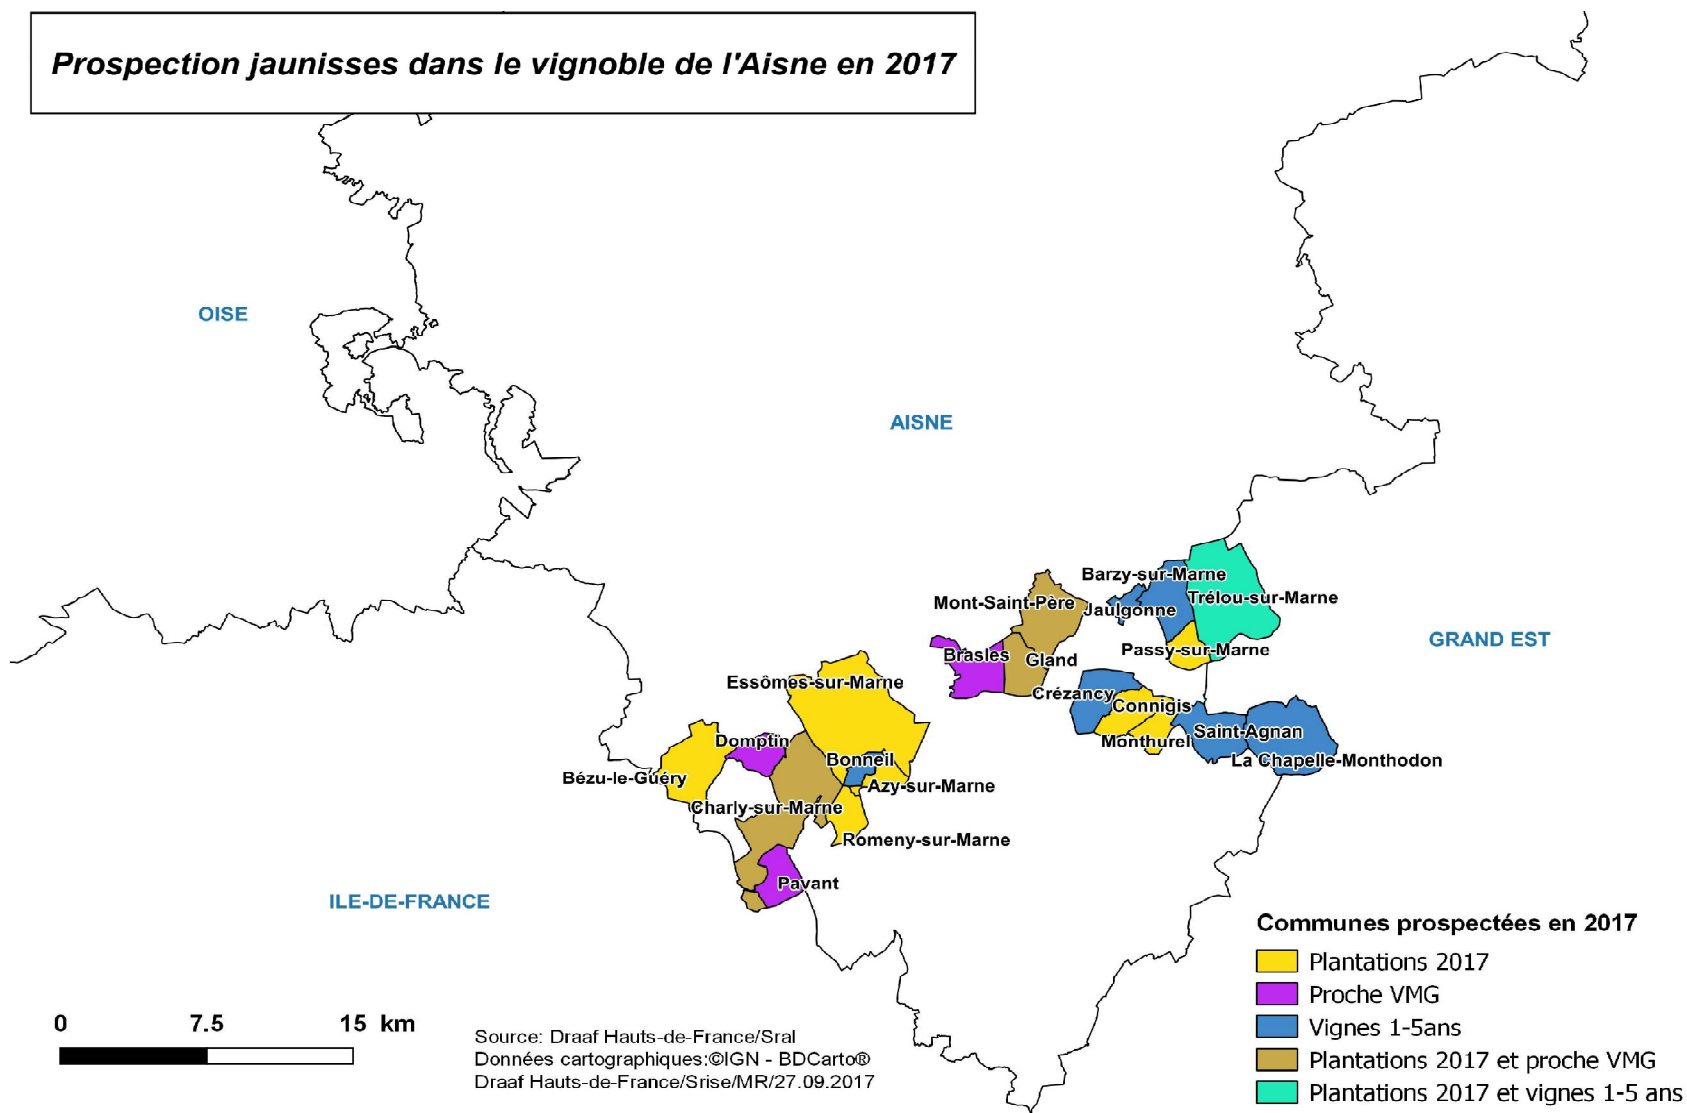 Prospection jaunisses dans le vignoble de l'Aisne en 2017
OISE
AISNE
Barzy-sur-Marne
Mont-Saint-Père
Jaulgonne
Trélou-sur-Marne
GRAND EST
Passy-sur-Marne
Brasles
Gland
Essômes-sur-Marne
Crézancy
Connigis
Saint-Agnan
Monthurel
Domptin
Bonneil
La Chapelle-Monthodon
Bézu-le-Guéry
Azy-sur-Marne
Charly-sur-Marne
Romeny-sur-Marne
Pavant
ILE-DE-FRANCE
Communes prospectées en 2017
Plantations 2017
Proche VMG
Vignes 1-5ans
Plantations 2017 et proche VMG
Plantations 2017 et vignes 1-5 ans
0 7.5 15 km
Source: Draaf Hauts-de-France/Sral
Données cartographiques:©IGN - BDCarto®
Draaf Hauts-de-France/Srise/MR/27.09.2017